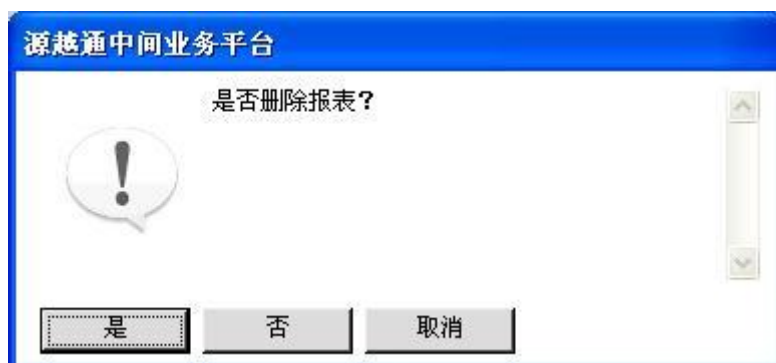 源越通中间业务平台
是否删除报表?
是
否
取消